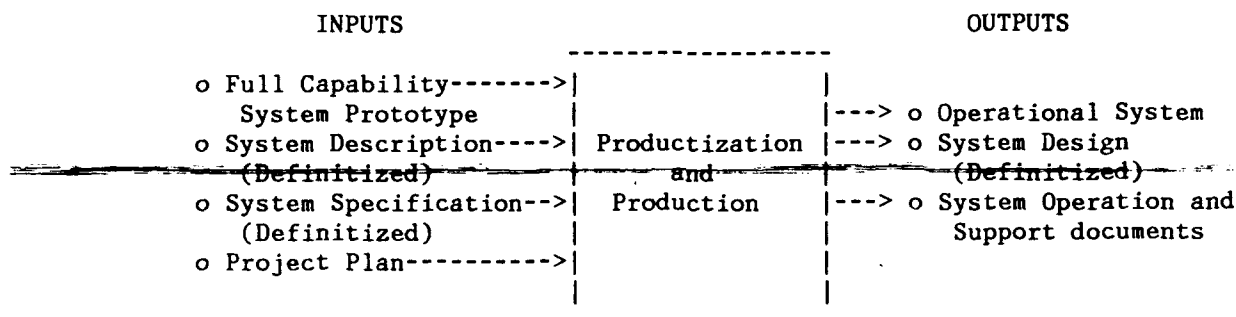 INPUTS OUTPUTS
-----------------
o Full Capability------->| |
System Prototype | |---> o Operational System
o System Description---->| Productization |---> o System Design
(Definitized) and (Definitized)
o System Specification-->| Production |---> o System Operation and
(Definitized) | | Support documents
o Project Plan---------->| |
| |